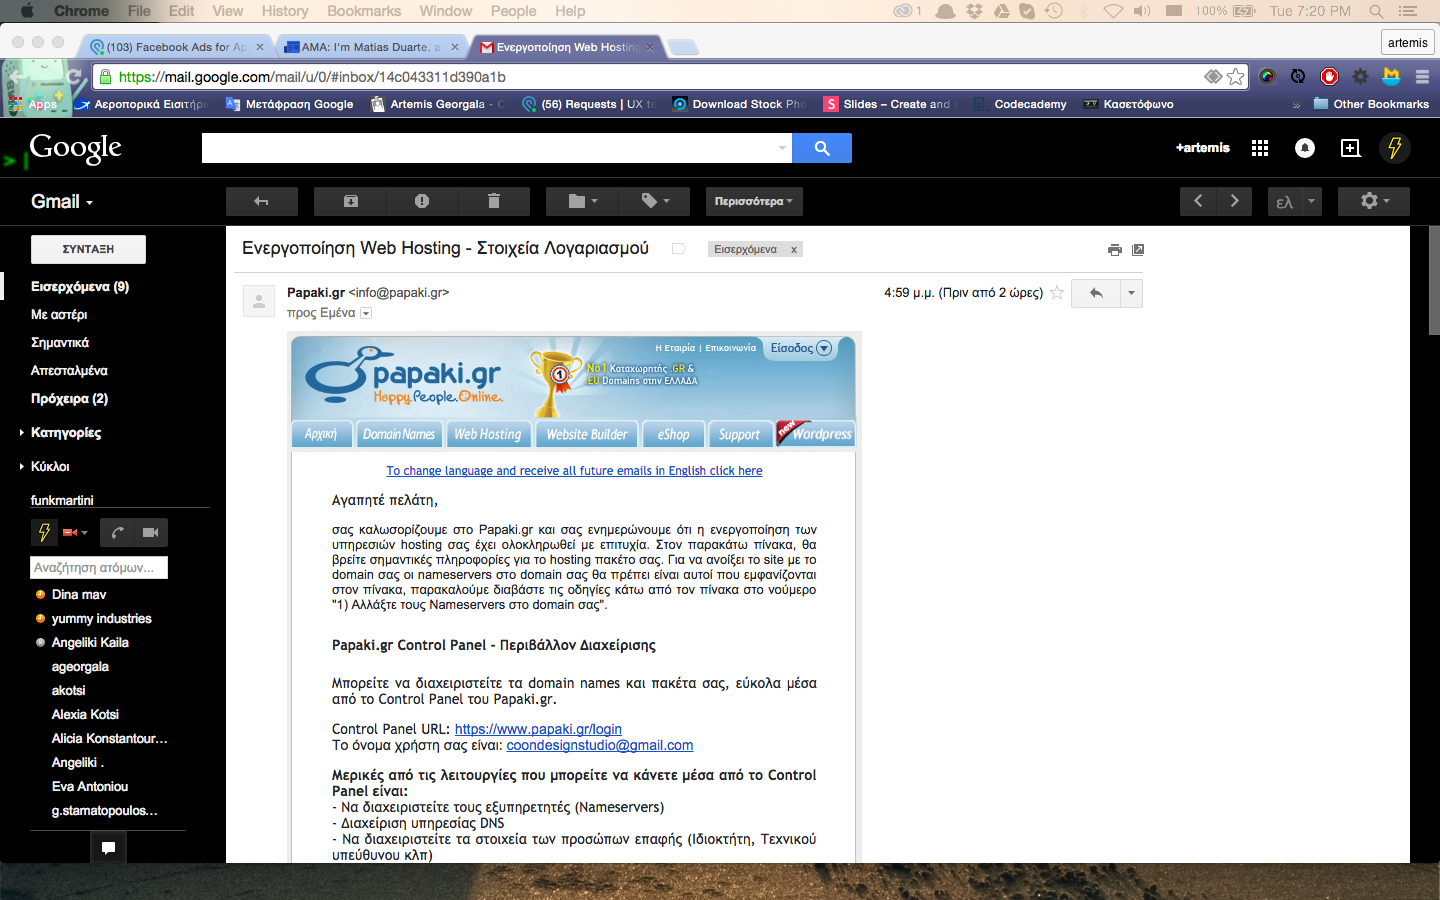 Chrome File Edit View History Bookmarks Window People Help
1 100% Tue 7:20 PM
(103) Facebook Ads for Ap
AMA: I'm Matias Duarte, a
Ενεργοποίηση Web Hosting
artemis
https://mail.google.com/mail/u/0/#inbox/14c043311d390a1b
Apps
Αεροπορικά Εισιτήρι
Μετάφραση Google
Artemis Georgala -
(56) Requests | UX te
Download Stock Pho
Slides – Create and
Codecademy
Κασετόφωνο
» Other Bookmarks
> |
Google
+artemis
Gmail
Περισσότερα
ελ
ΣΥΝΤΑΞΗ
Εισερχόμενα (9)
Με αστέρι
Σημαντικά
Απεσταλμένα
Πρόχειρα (2)
Κατηγορίες
Κύκλοι
funkmartini
Αναζήτηση ατόμων...
Dina mav
yummy industries
Angeliki Kaila
ageorgala
akotsi
Alexia Kotsi
Alicia Konstantour...
Angeliki .
Eva Antoniou
g.stamatopoulos...
Ενεργοποίηση Web Hosting - Στοιχεία Λογαριασμού
Εισερχόμενα x
Papaki.gr <info@papaki.gr>
4:59 μ.μ. (Πριν από 2 ώρες)
προς Εμένα
Η Εταιρία | Επικοινωνία
Είσοδος
papaki.gr
Happy.People.Online.
1
No1 Καταχωρητής .GR &
.EU Domains στην ΕΛΛΑΔΑ
Αρχική
Domain Names
Web Hosting
Website Builder
eShop
Support
new
Wordpress
To change language and receive all future emails in English click here
Αγαπητέ πελάτη,
σας καλωσορίζουμε στο Papaki.gr και σας ενημερώνουμε ότι η ενεργοποίηση των
υπηρεσιών hosting σας έχει ολοκληρωθεί με επιτυχία. Στον παρακάτω πίνακα, θα
βρείτε σημαντικές πληροφορίες για το hosting πακέτο σας. Για να ανοίξει το site με το
domain σας οι nameservers στο domain σας θα πρέπει είναι αυτοί που εμφανίζονται
στον πίνακα, παρακαλούμε διαβάστε τις οδηγίες κάτω από τον πίνακα στο νούμερο
"1) Αλλάξτε τους Nameservers στο domain σας".
Papaki.gr Control Panel - Περιβάλλον Διαχείρισης
Μπορείτε να διαχειριστείτε τα domain names και πακέτα σας, εύκολα μέσα
από το Control Panel του Papaki.gr.
Control Panel URL: https://www.papaki.gr/login
Το όνομα χρήστη σας είναι: coondesignstudio@gmail.com
Μερικές από τις λειτουργίες που μπορείτε να κάνετε μέσα από το Control
Panel είναι:
- Να διαχειριστείτε τους εξυπηρετητές (Nameservers)
- Διαχείριση υπηρεσίας DNS
- Να διαχειριστείτε τα στοιχεία των προσώπων επαφής (Ιδιοκτήτη, Τεχνικού
υπεύθυνου κλπ)